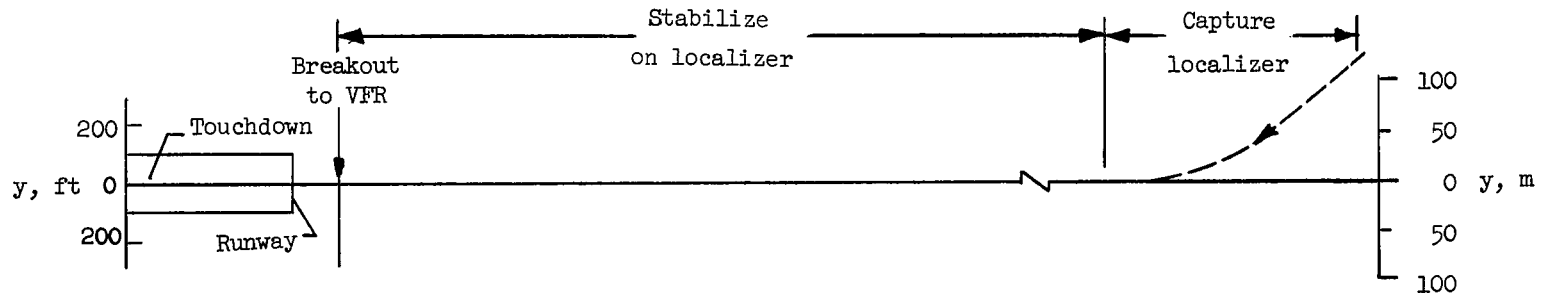 Stabilize
on localizer
Capture
localizer
Breakout
to VFR
200
Touchdown
y, ft 0
200
Runway
100
50
0 y, m
50
100